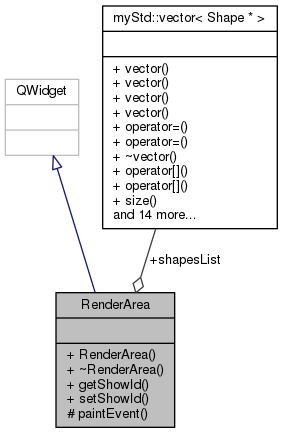 myStd::vector< Shape * >
+ vector()
+ vector()
+ vector()
+ vector()
+ operator=()
+ operator=()
+ ~vector()
+ operator[]()
+ operator[]()
+ size()
and 14 more...
QWidget
+shapesList
RenderArea
+ RenderArea()
+ ~RenderArea()
+ getShowId()
+ setShowId()
# paintEvent()